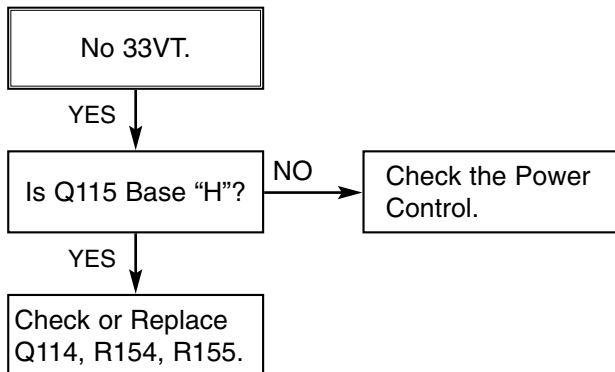 No 33VT.
YES
Is Q115 Base “H”?
NO
Check the Power
Control.
YES
Check or Replace
Q114, R154, R155.